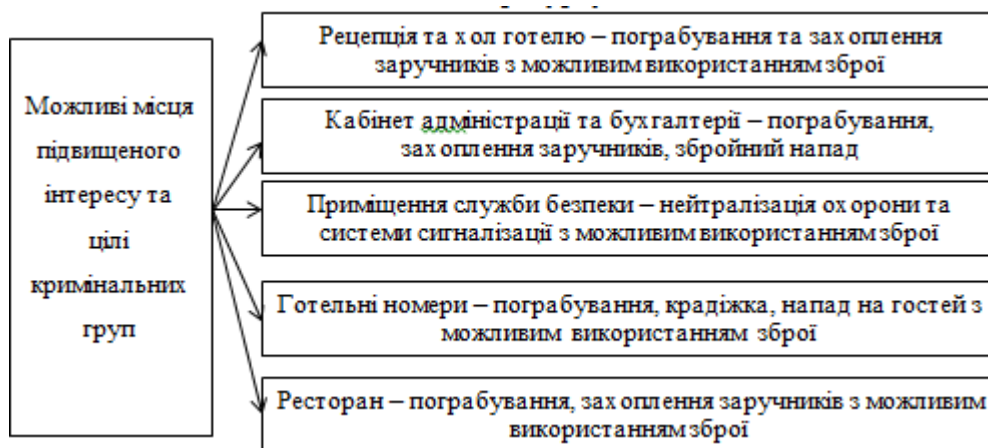 Можливі місця
підвищеного
інтересу та
цілі
кримінальних
груп
Рецепція та хол готелю – пограбування та захоплення
заручників з можливим використанням зброї
Кабінет адміністрації та бухгалтерії – пограбування,
захоплення заручників, збройний напад
Приміщення служби безпеки – нейтралізація охорони та
системи сигналізації з можливим використанням зброї
Готельні номери – пограбування, крадіжка, напад на гостей з
можливим використанням зброї
Ресторан – пограбування, захоплення заручників з можливим
використанням зброї